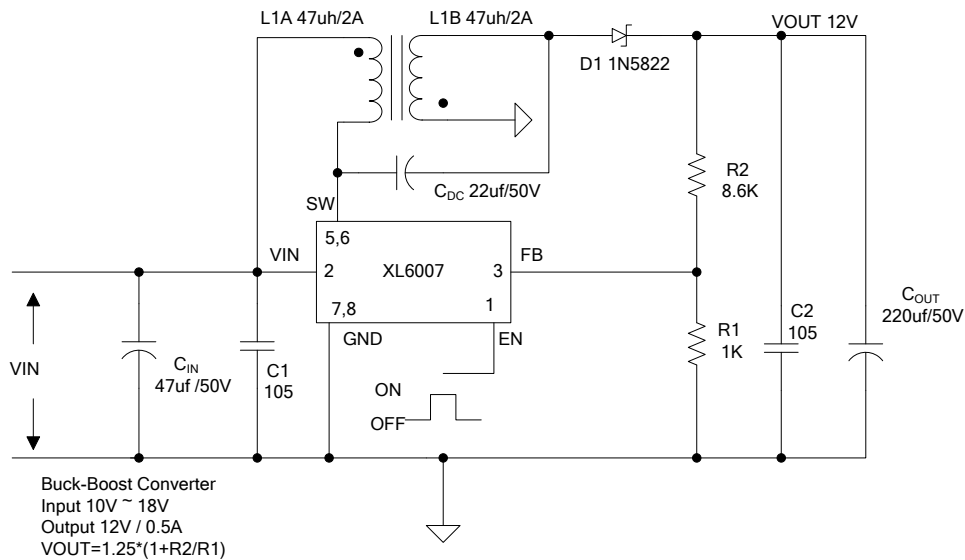 L1A 47uh/2A
L1B 47uh/2A
VOUT 12V
D1 1N5822
R2
8.6K
CDC 22uf/50V
SW
5,6
VIN
2
XL6007
3
FB
1
7,8
GND
EN
VIN
CIN
47uf /50V
C1
105
ON
OFF
R1
1K
C2
105
COUT
220uf/50V
Buck-Boost Converter
Input 10V ~ 18V
Output 12V / 0.5A
VOUT=1.25*(1+R2/R1)